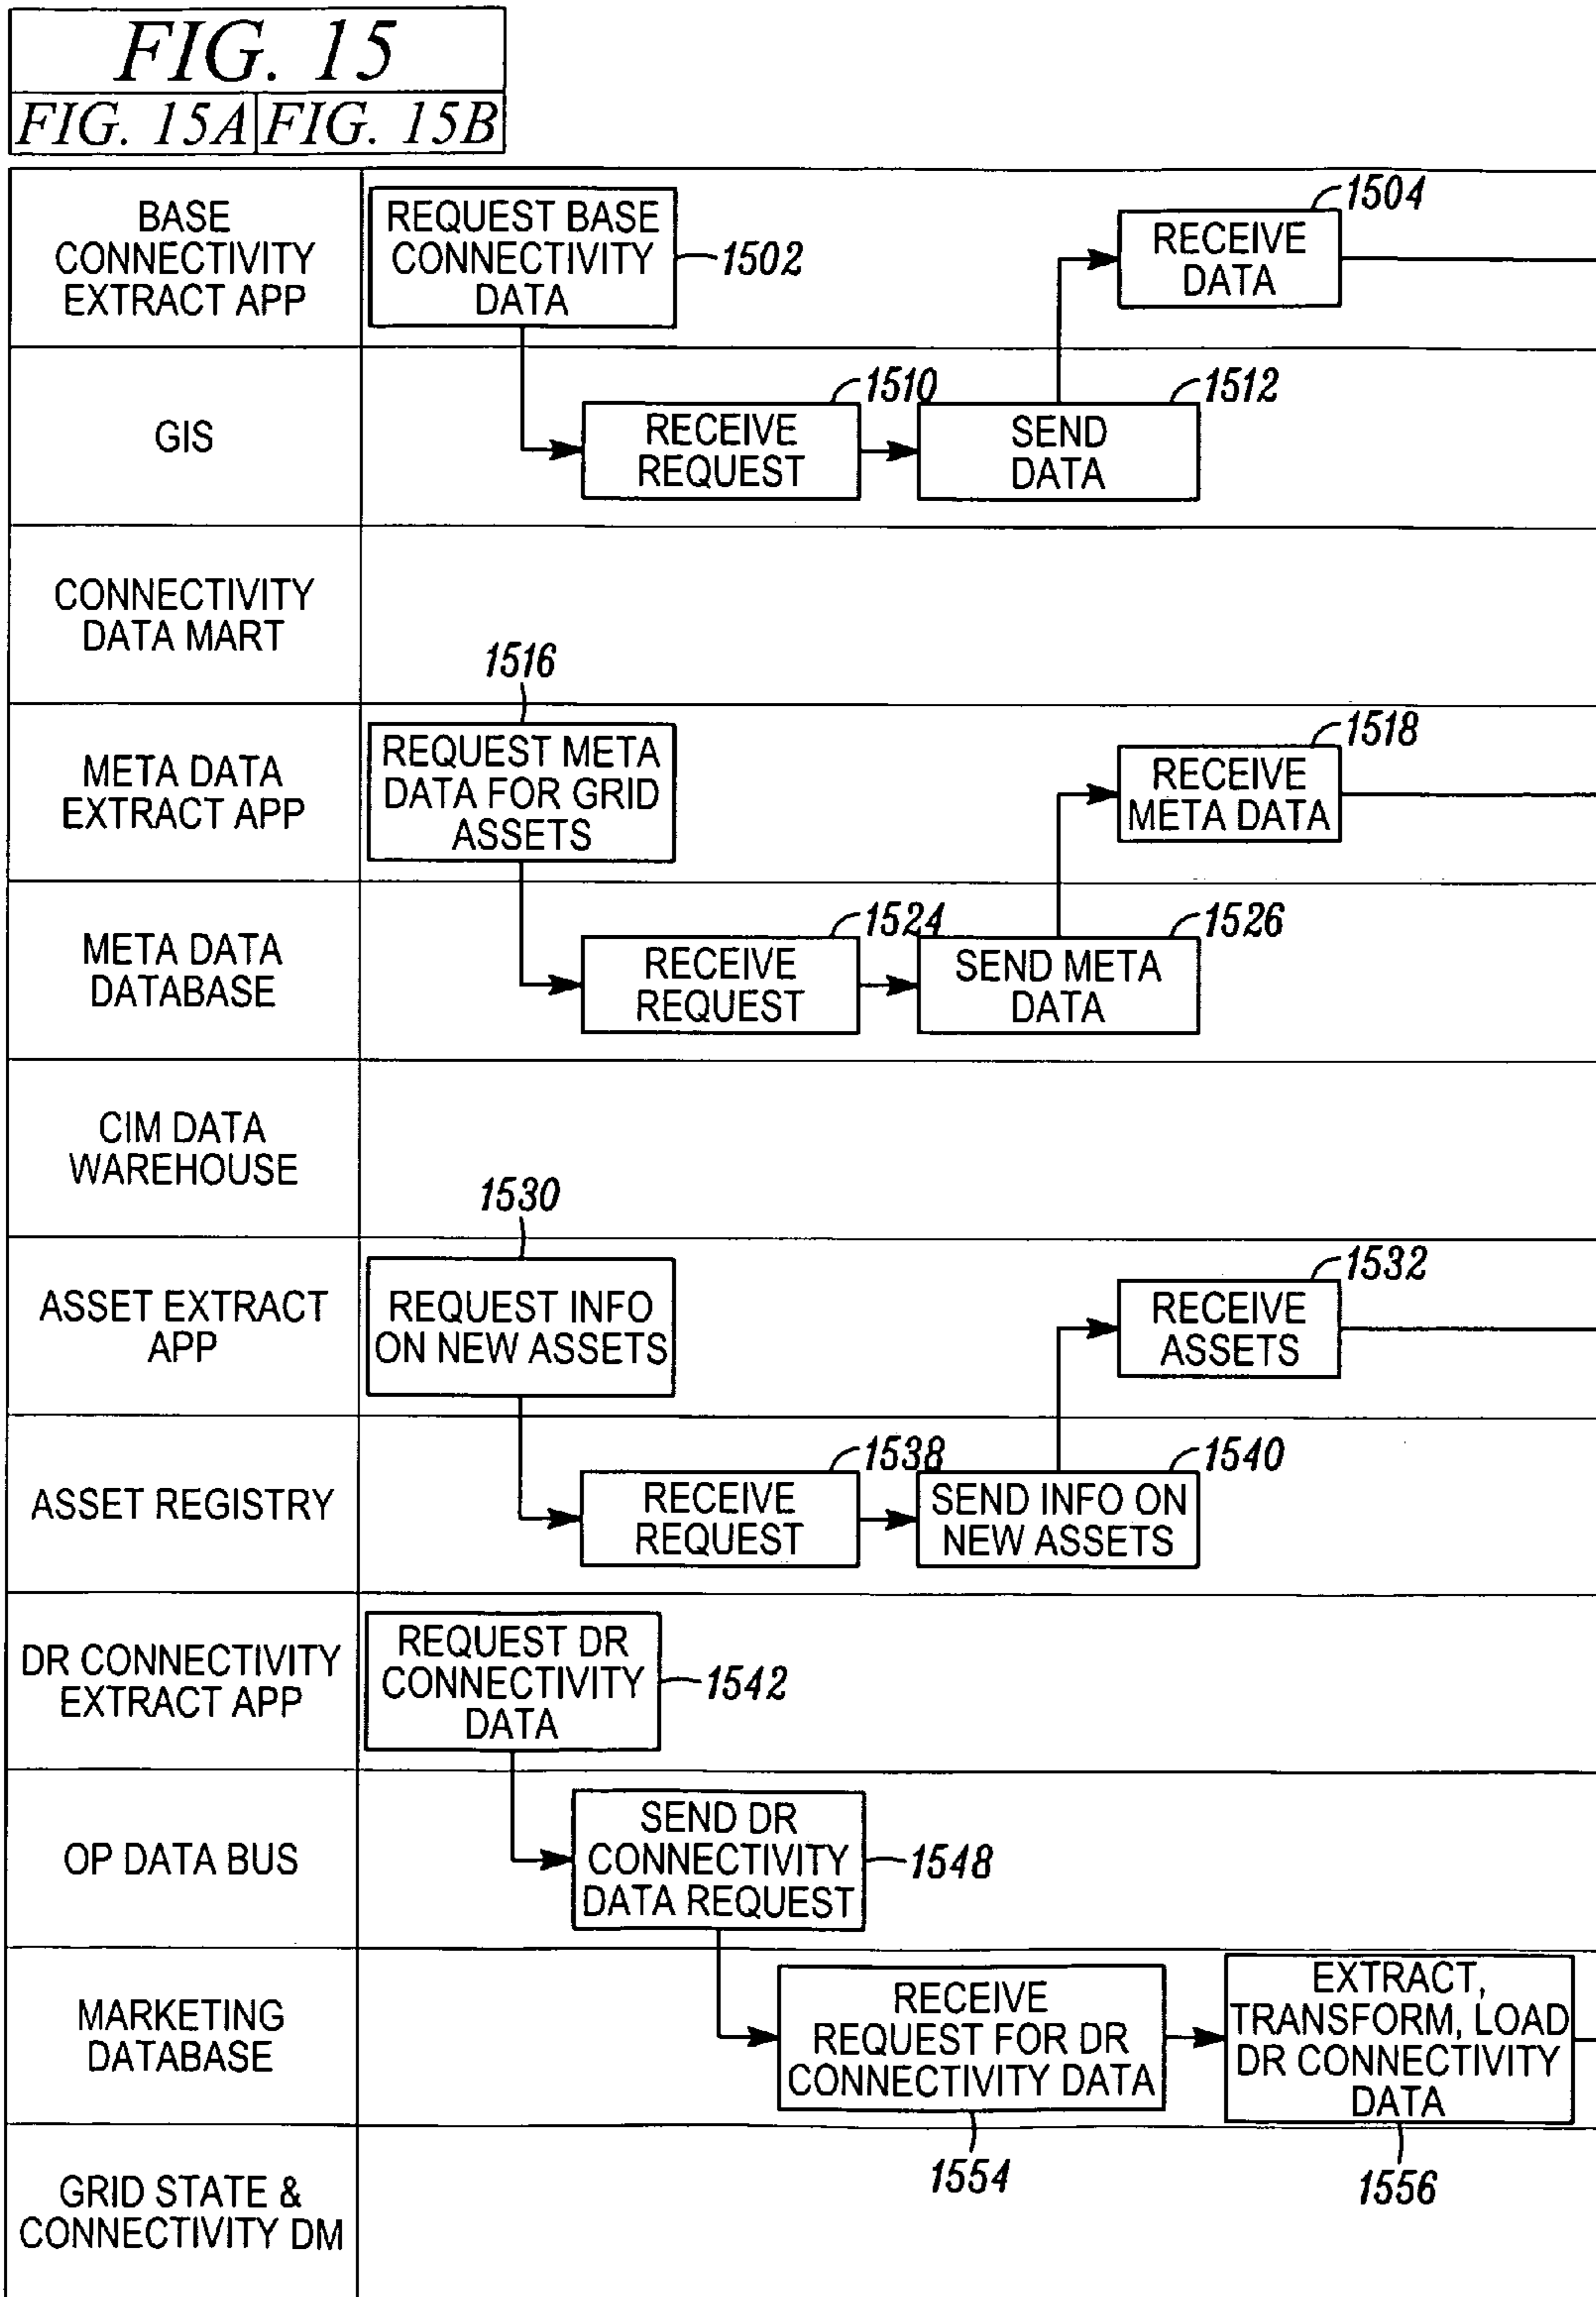 FIG. 15
FIG. 15A FIG. 15B
BASE
CONNECTIVITY
EXTRACT APP
REQUEST BASE
CONNECTIVITY
DATA
1502
1504
RECEIVE
DATA
GIS
1510
RECEIVE
REQUEST
1512
SEND
DATA
CONNECTIVITY
DATA MART
META DATA
EXTRACT APP
1516
REQUEST META
DATA FOR GRID
ASSETS
1518
RECEIVE
META DATA
META DATA
DATABASE
1524
RECEIVE
REQUEST
1526
SEND META
DATA
CIM DATA
WAREHOUSE
ASSET EXTRACT
APP
1530
REQUEST INFO
ON NEW ASSETS
1532
RECEIVE
ASSETS
ASSET REGISTRY
1538
RECEIVE
REQUEST
1540
SEND INFO ON
NEW ASSETS
DR CONNECTIVITY
EXTRACT APP
REQUEST DR
CONNECTIVITY
DATA
1542
OP DATA BUS
SEND DR
CONNECTIVITY
DATA REQUEST
1548
MARKETING
DATABASE
RECEIVE
REQUEST FOR DR
CONNECTIVITY DATA
1554
EXTRACT,
TRANSFORM, LOAD
DR CONNECTIVITY
DATA
1556
GRID STATE &
CONNECTIVITY DM